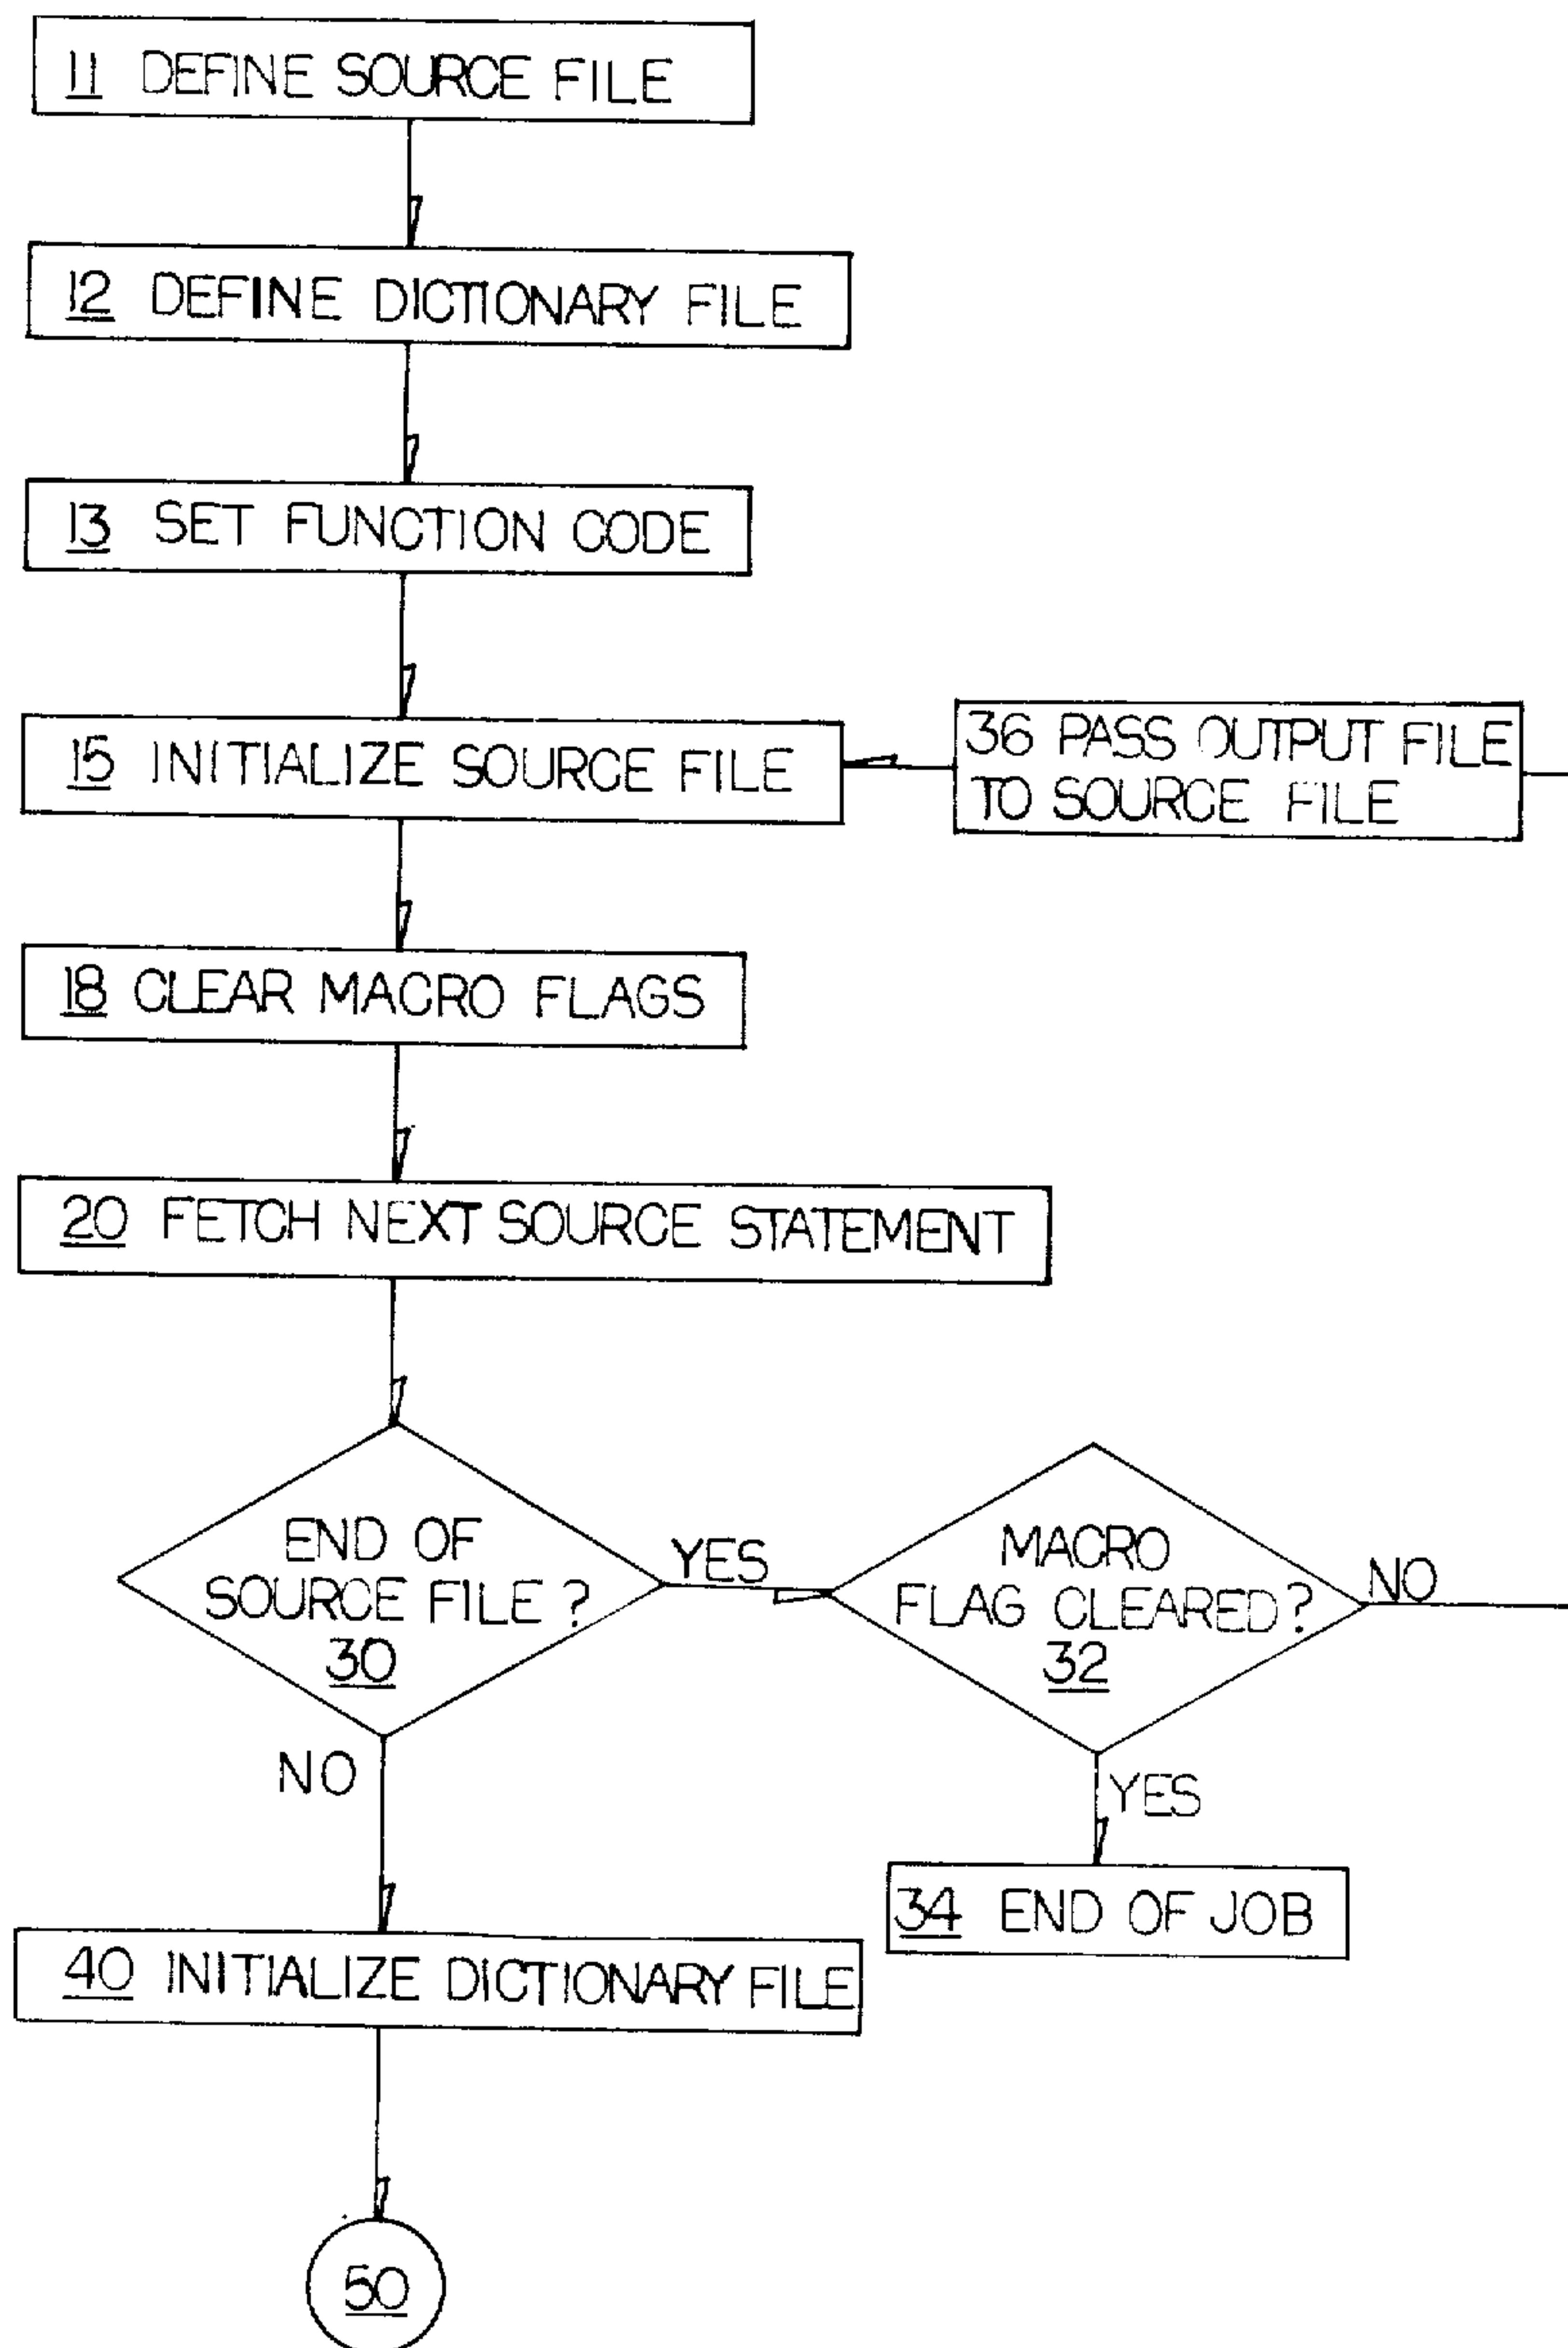 11 DEFINE SOURCE FILE
12 DEFINE DICTIONARY FILE
13 SET FUNCTION CODE
15 INITIALIZE SOURCE FILE
36 PASS OUTPUT FILE
TO SOURCE FILE
18 CLEAR MACRO FLAGS
20 FETCH NEXT SOURCE STATEMENT
END OF
SOURCE FILE?
30
YES
MACRO
FLAG CLEARED?
32
NO
NO
YES
34 END OF JOB
40 INITIALIZE DICTIONARY FILE
50